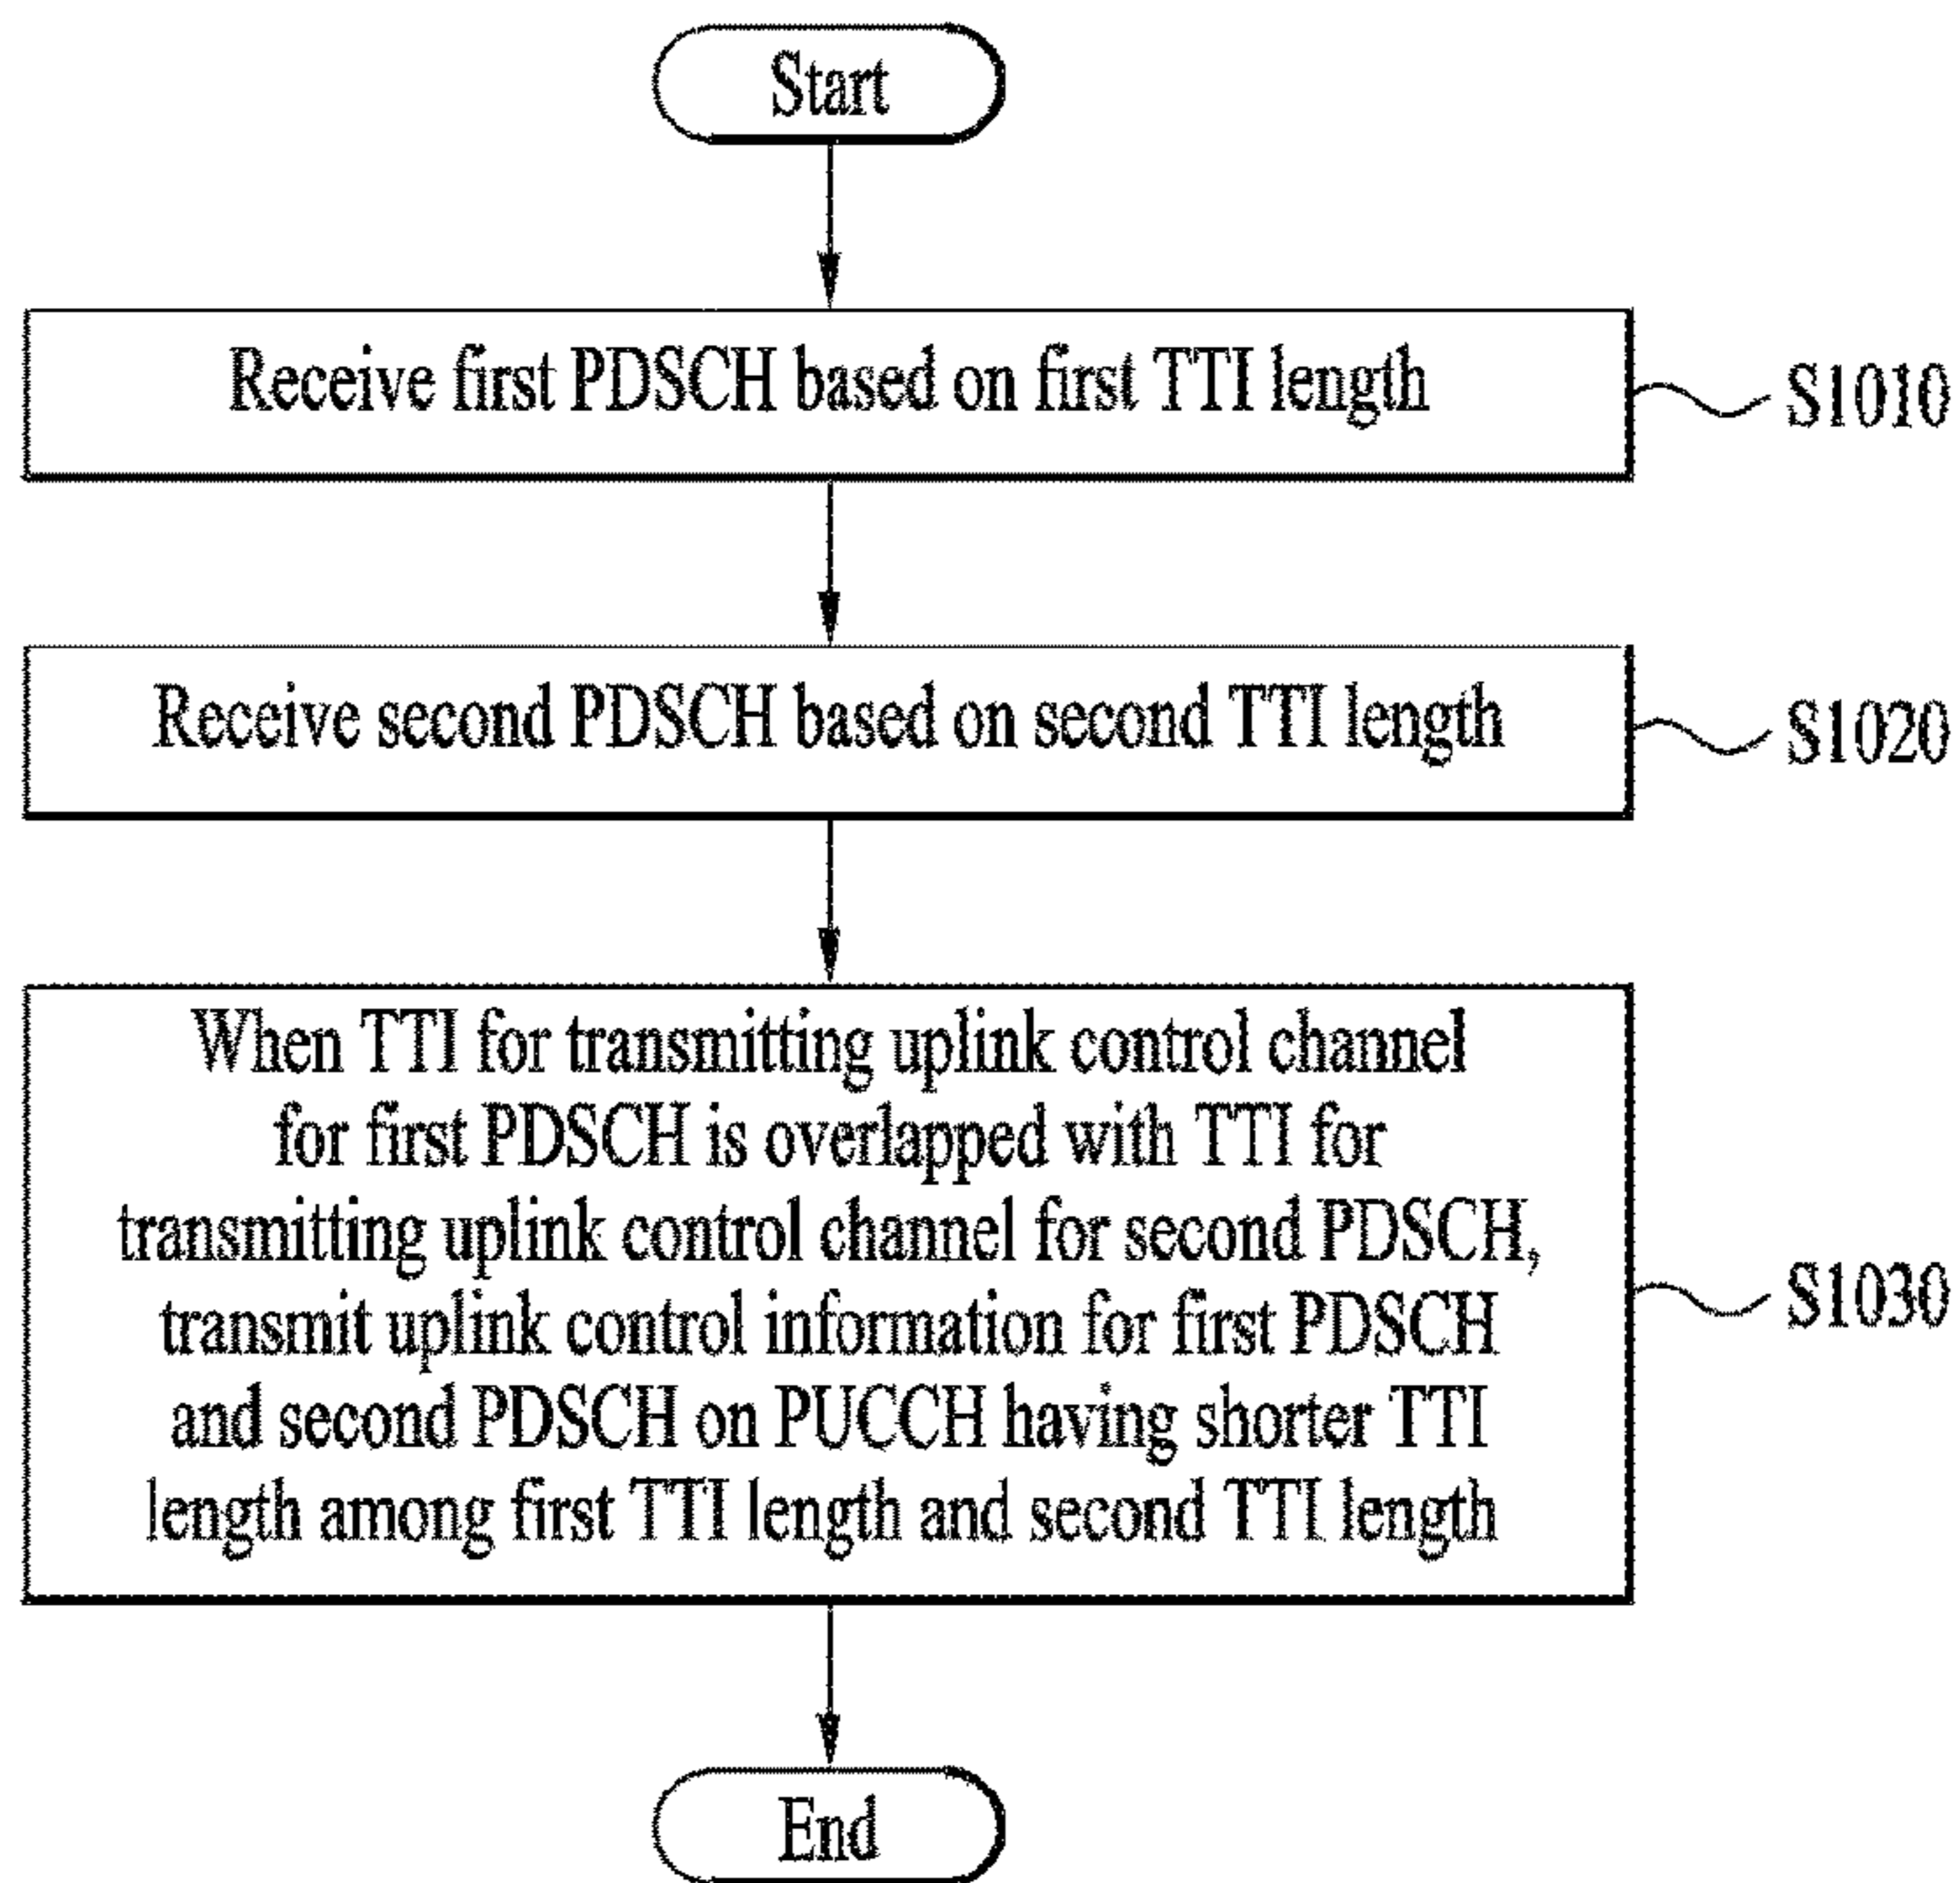 Start
Receive first PDSCH based on first TTI length
S1010
Receive second PDSCH based on second TTI length
S1020
When TTI for transmitting uplink control channel
for first PDSCH is overlapped with TTI for
transmitting uplink control channel for second PDSCH,
transmit uplink control information for first PDSCH
and second PDSCH on PUCCH having shorter TTI
length among first TTI length and second TTI length
S1030
End